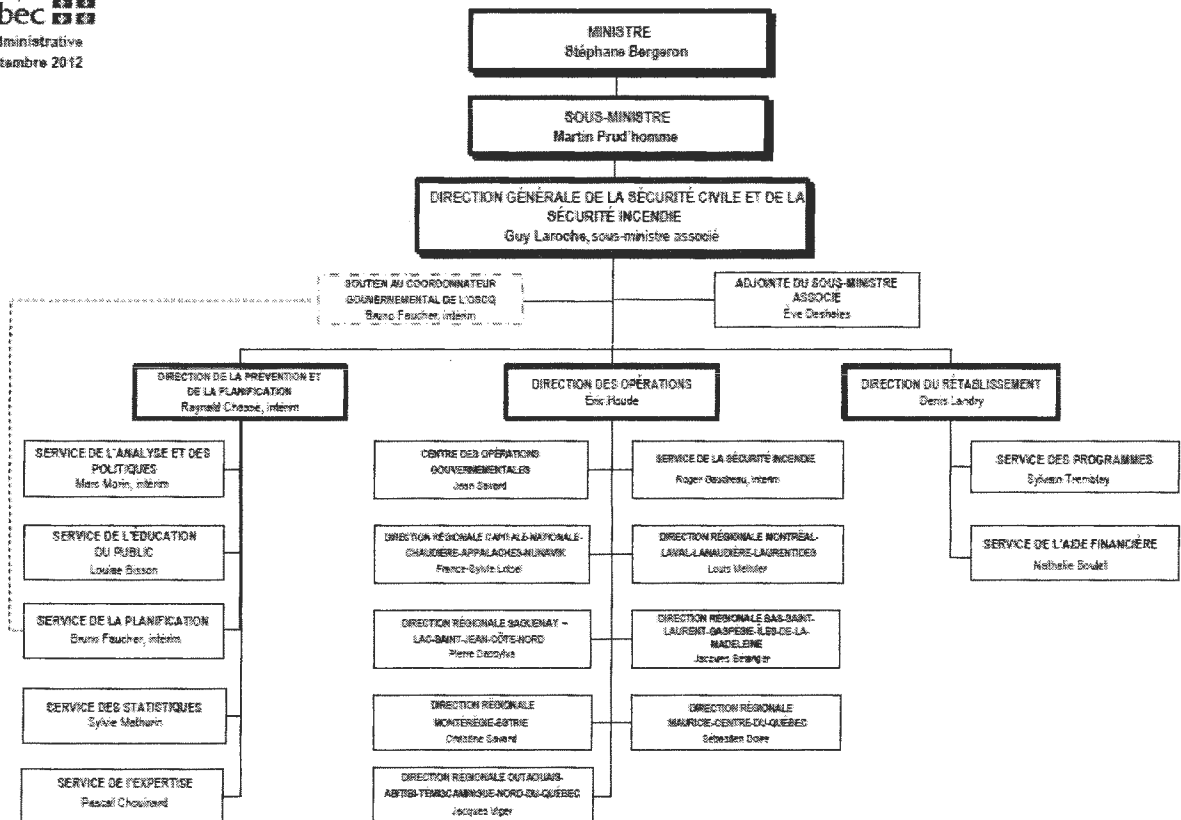 bec
ministrative
tembre 2012
MINISTRE
Stéphane Bergeron
SOUS-MINISTRE
Martin Prud'homme
DIRECTION GÉNÉRALE DE LA SÉCURITÉ CIVILE ET DE LA
SÉCURITÉ INCENDIE
Guy Laroche, sous-ministre associé
SOUTIEN AU COORDONNATEUR
GOUVERNEMENTAL DE L'OSCQ
Bruno Faucher, intérim
ADJOINTE DU SOUS-MINISTRE
ASSOCIÉ
Ève Deshaies
DIRECTION DE LA PRÉVENTION ET
DE LA PLANIFICATION
Raynald Chassé, intérim
DIRECTION DES OPÉRATIONS
Éric Houde
DIRECTION DU RÉTABLISSEMENT
Denis Landry
SERVICE DE L'ANALYSE ET DES
POLITIQUES
Marc Morin, intérim
SERVICE DE L'ÉDUCATION
DU PUBLIC
Louise Bisson
SERVICE DE LA PLANIFICATION
Bruno Faucher, intérim
SERVICE DES STATISTIQUES
Sylvie Mathurin
SERVICE DE l'EXPERTISE
Pascal Chouinard
CENTRE DES OPÉRATIONS
GOUVERNEMENTALES
Jean Savard
SERVICE DE LA SÉCURITÉ INCENDIE
Roger Gaudreau, intérim
DIRECTION RÉGIONALE CAPITALE-NATIONALE-
CHAUDIÈRE-APPALACHES-NUNAVIK
France-Sylvie
DIRECTION RÉGIONALE MONTRÉAL-
LAVAL-LANAUDIÈRE-LAURENTIDES
Louis
DIRECTION RÉGIONALE SAGUENAY –
LAC-SAINT-JEAN-CÔTE-NORD
Pierre Dassylva
DIRECTION RÉGIONALE BAS-SAINT-
LAURENT-GASPÉSIE-ÎLES-DE-LA-
MADELEINE
Jacques Bélanger
DIRECTION RÉGIONALE
MONTÉRÉGIE-ESTRIE
Christine Savard
DIRECTION RÉGIONALE
MAURICIE-CENTRE-DU-QUÉBEC
Sébastien Doire
DIRECTION RÉGIONALE OUTAOUAIS-
ABITIBI-TÉMISCAMINGUE-NORD-DU-QUÉBEC
Jacques Viger
SERVICE DES PROGRAMMES
Sylvain Tremblay
SERVICE DE L'AIDE FINANCIÈRE
Nathalie Boulet